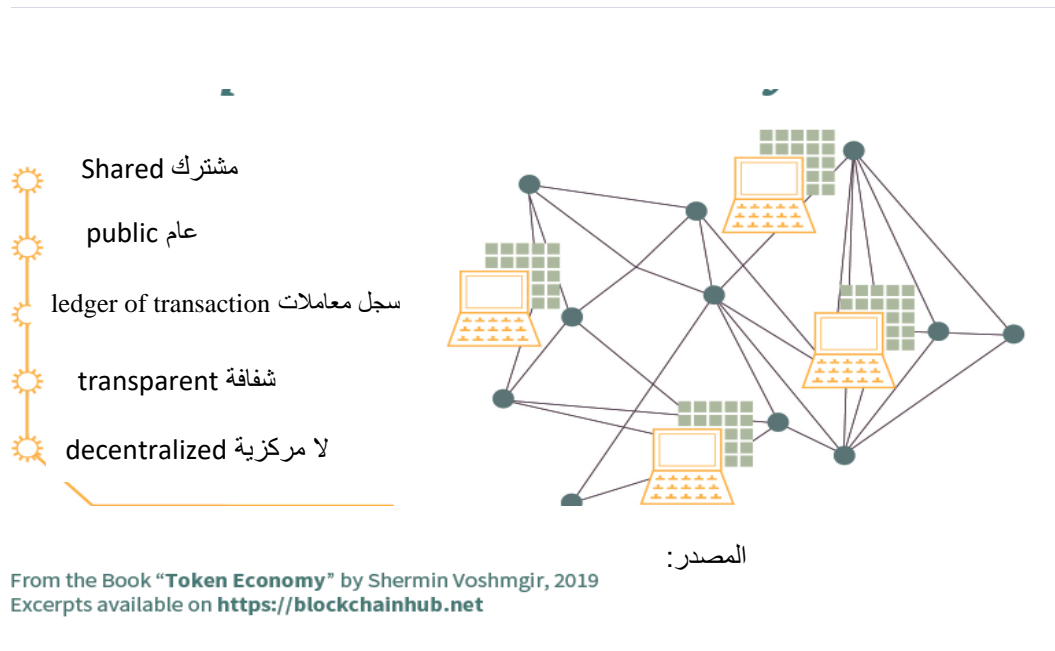 مشترك Shared
عام public
سجل معاملات ledger of transaction
شفافة transparent
لا مركزية decentralized
المصدر:
From the Book “Token Economy” by Shermin Voshmgir, 2019
Excerpts available on https://blockchainhub.net